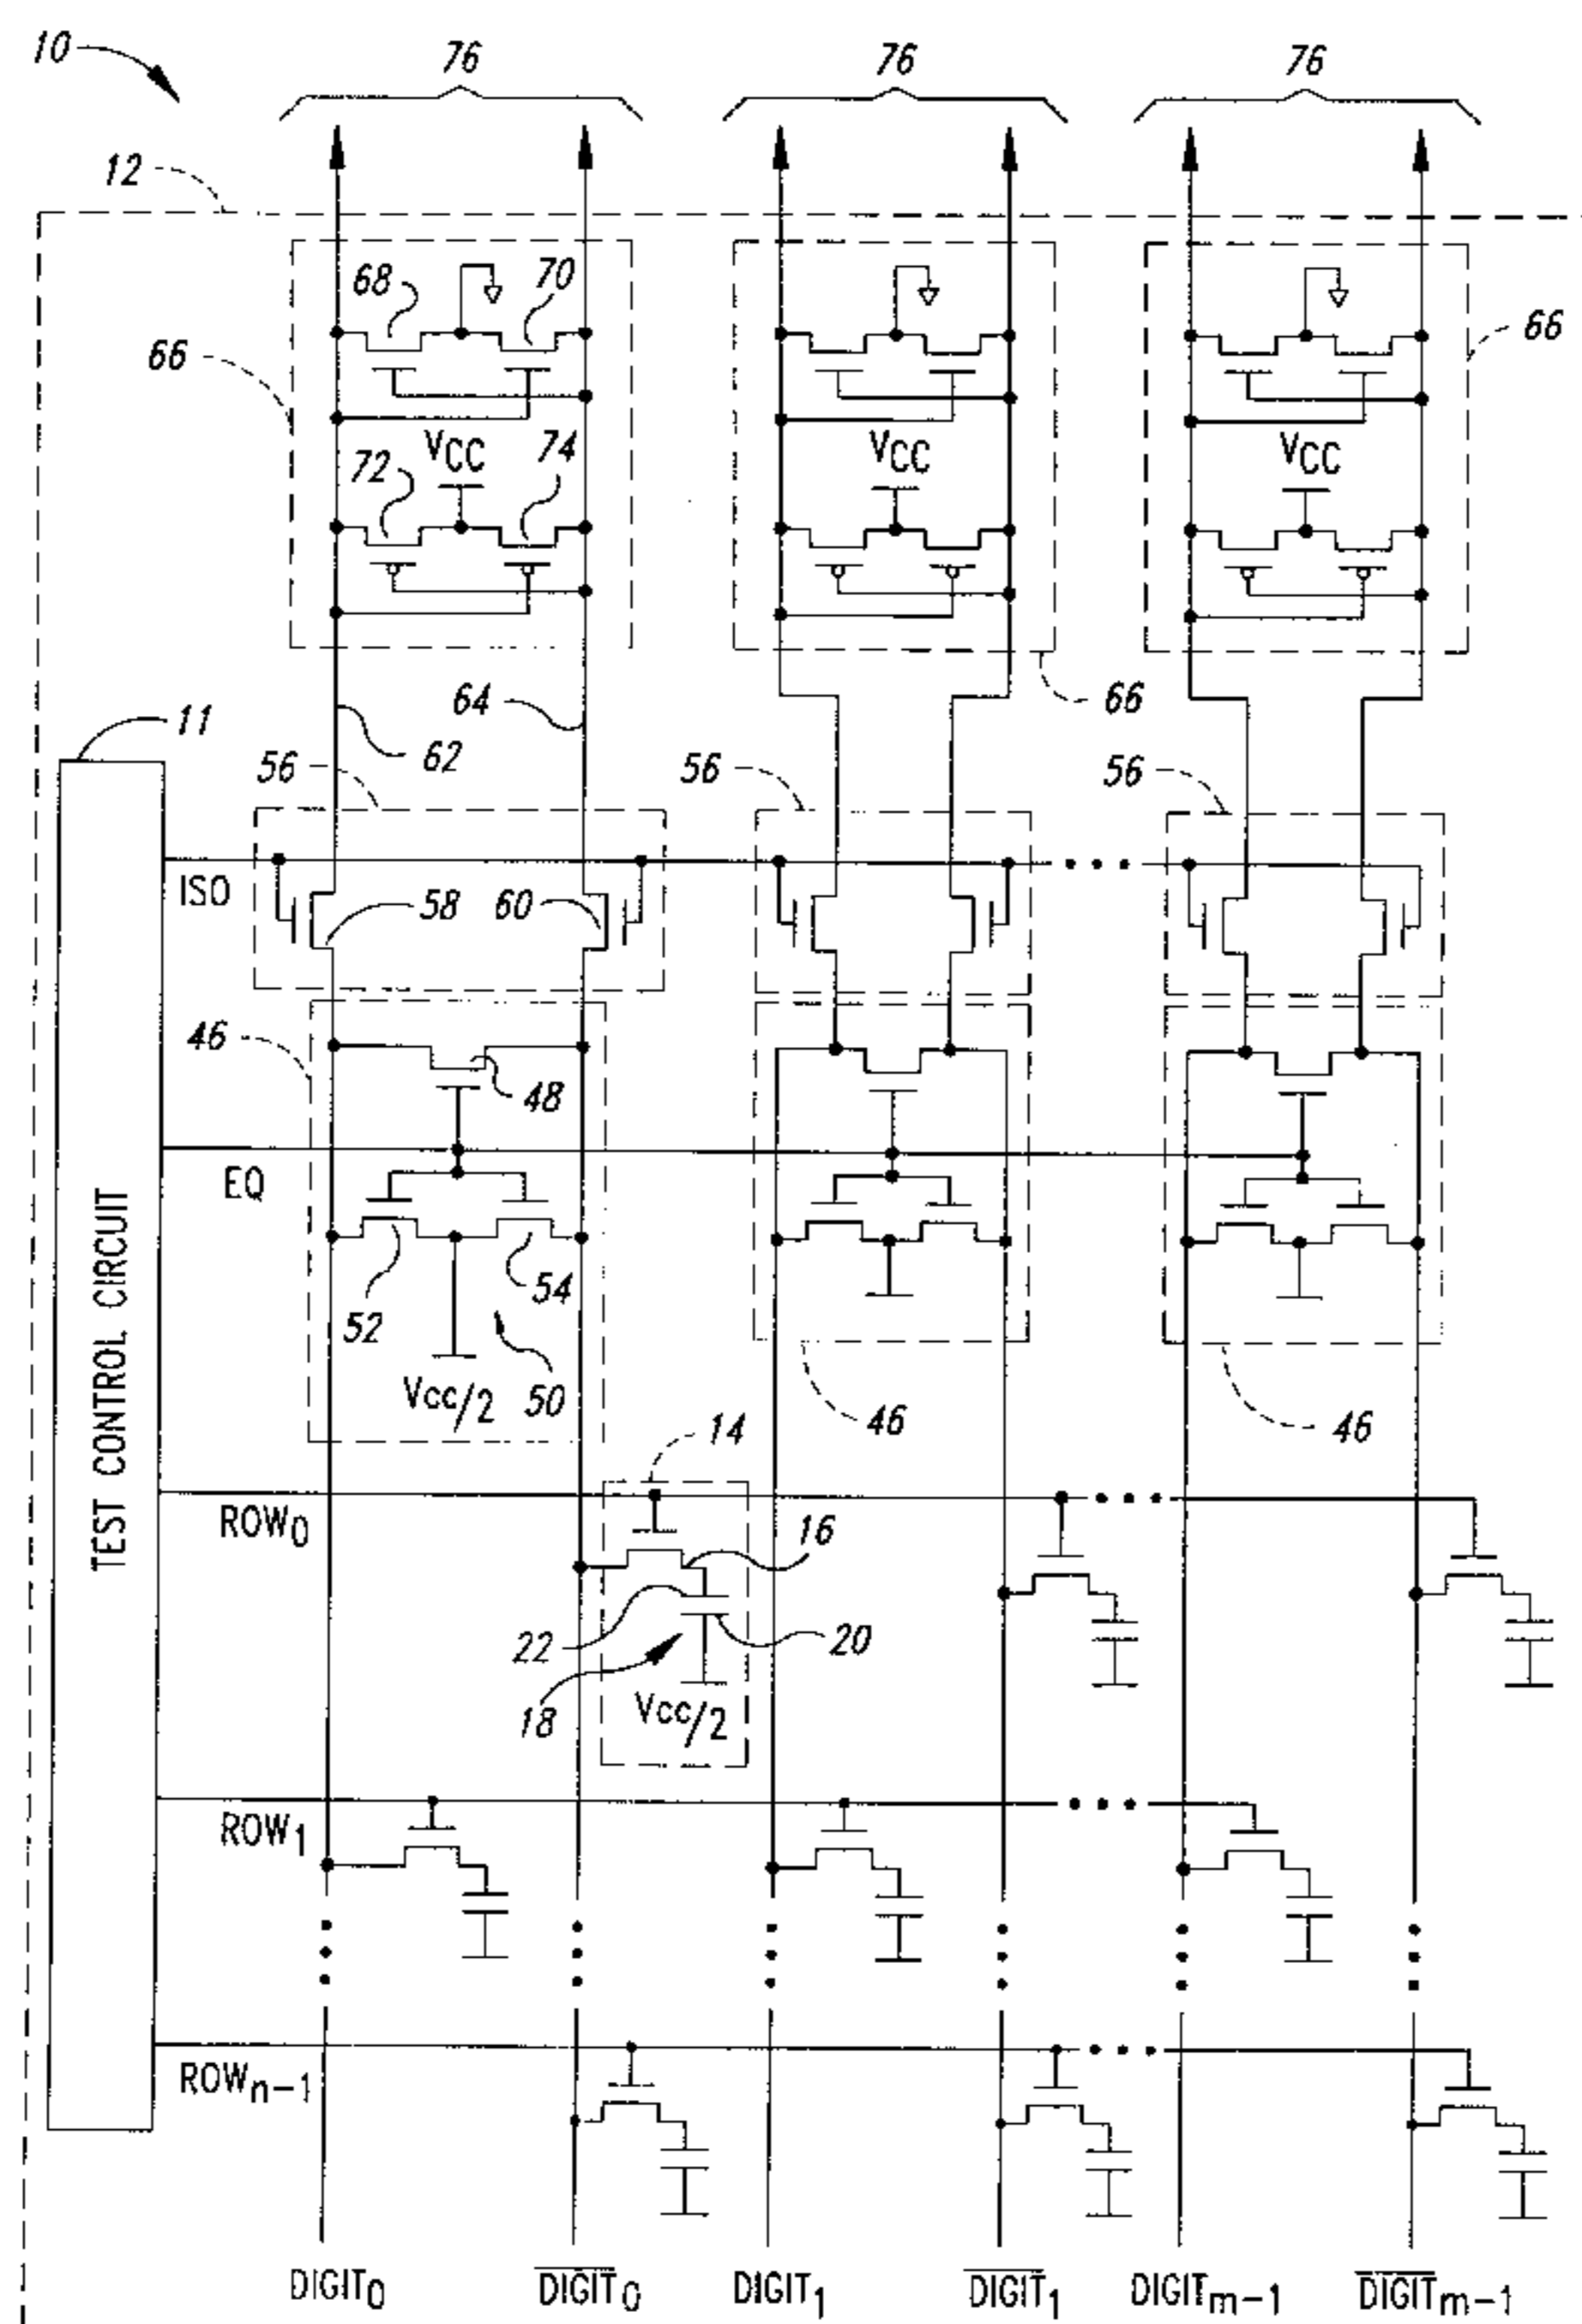 10
76 76 76
12
68 70
66 66
VCC VCC VCC
72 74
64 66
11 62
56 56 56
ISO 58 60
46 48
EQ
52 54
Vcc/2 50 46 46
14
ROW0 16
22 20
18 Vcc/2
ROW1
ROWn-1
TEST CONTROL CIRCUIT
DIGIT0 DIGIT0 DIGIT1 DIGIT1 DIGITm-1 DIGITm-1